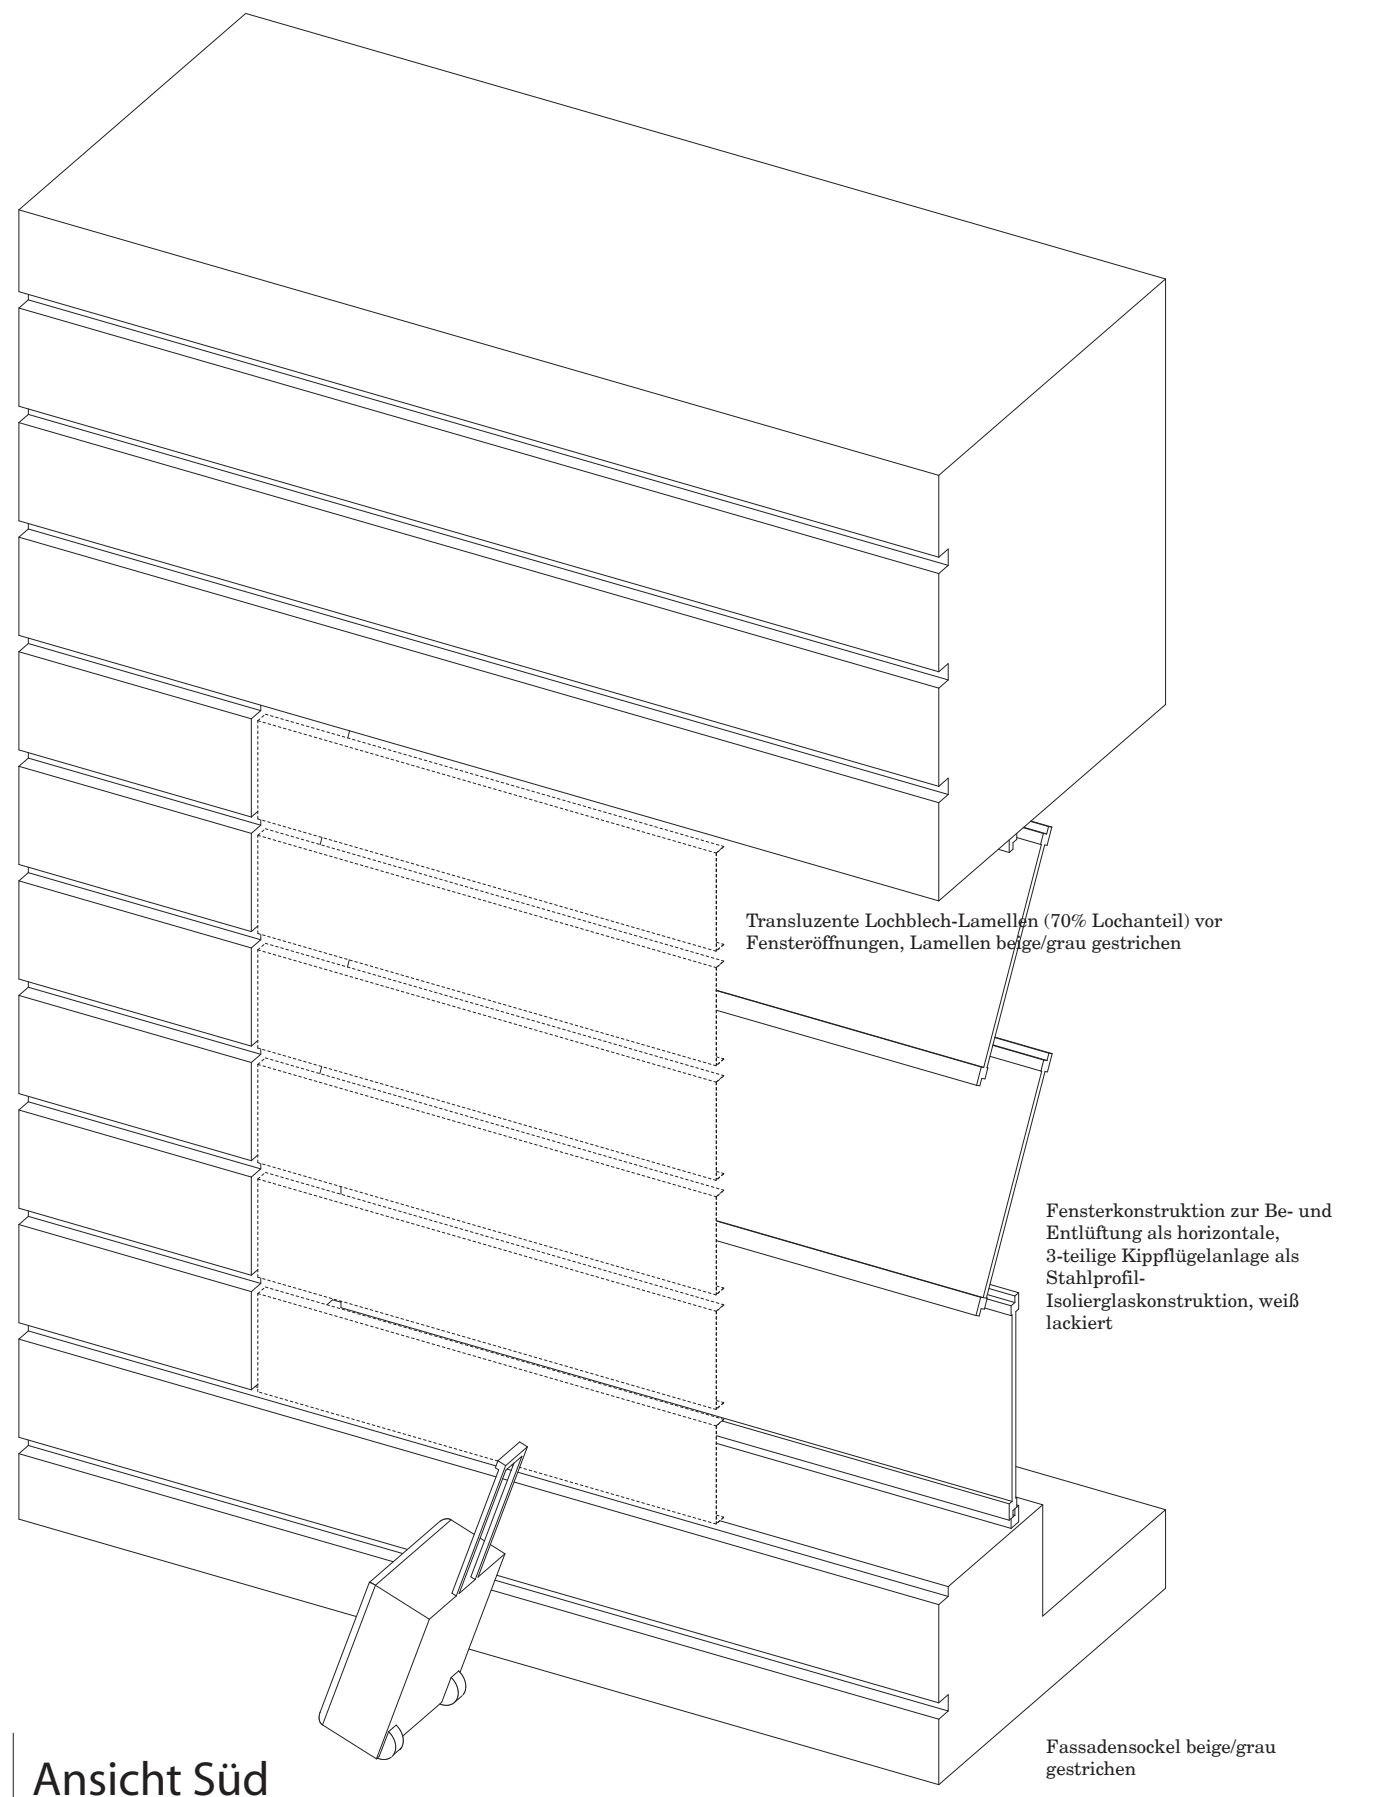 Transluzente Lochblech-Lamellen (70% Lochanteil) vor
Fensteröffnungen, Lamellen beige/grau gestrichen
Fensterkonstruktion zur Be- und
Entlüftung als horizontale,
3-teilige Kippflügelanlage als
Stahlprofil-
Isolierglaskonstruktion, weiß
lackiert
Fassadensockel beige/grau
gestrichen
Ansicht Süd